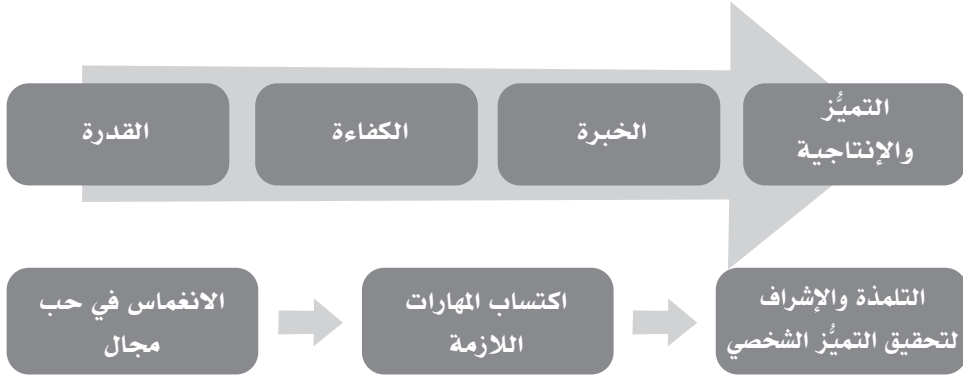 القدرة
الكفاءة
الخبرة
التميُّز
والإنتاجية
الانغماس في حب
مجال
اكتساب المهارات
اللازمة
التلمذة والإشراف
لتحقيق التميُّز الشخصي